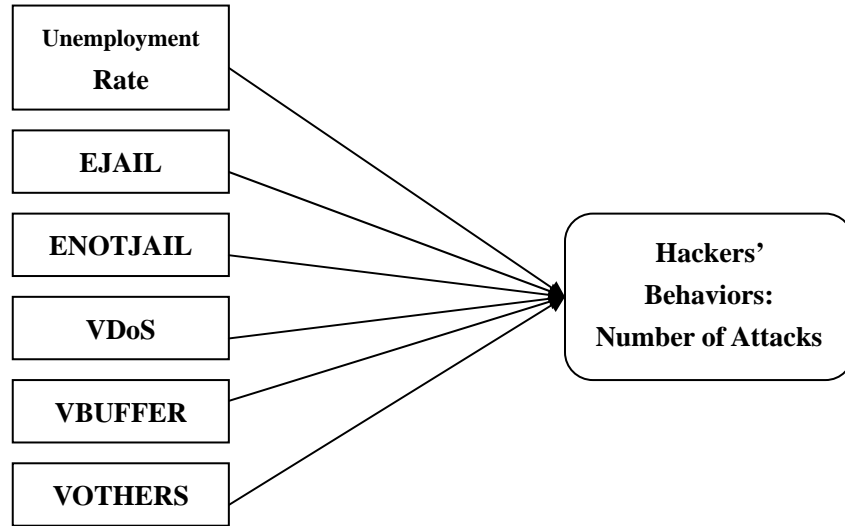 Unemployment
Rate
EJAIL
ENOTJAIL
VDoS
VBUFFER
VOTHERS
Hackers’
Behaviors:
Number of Attacks